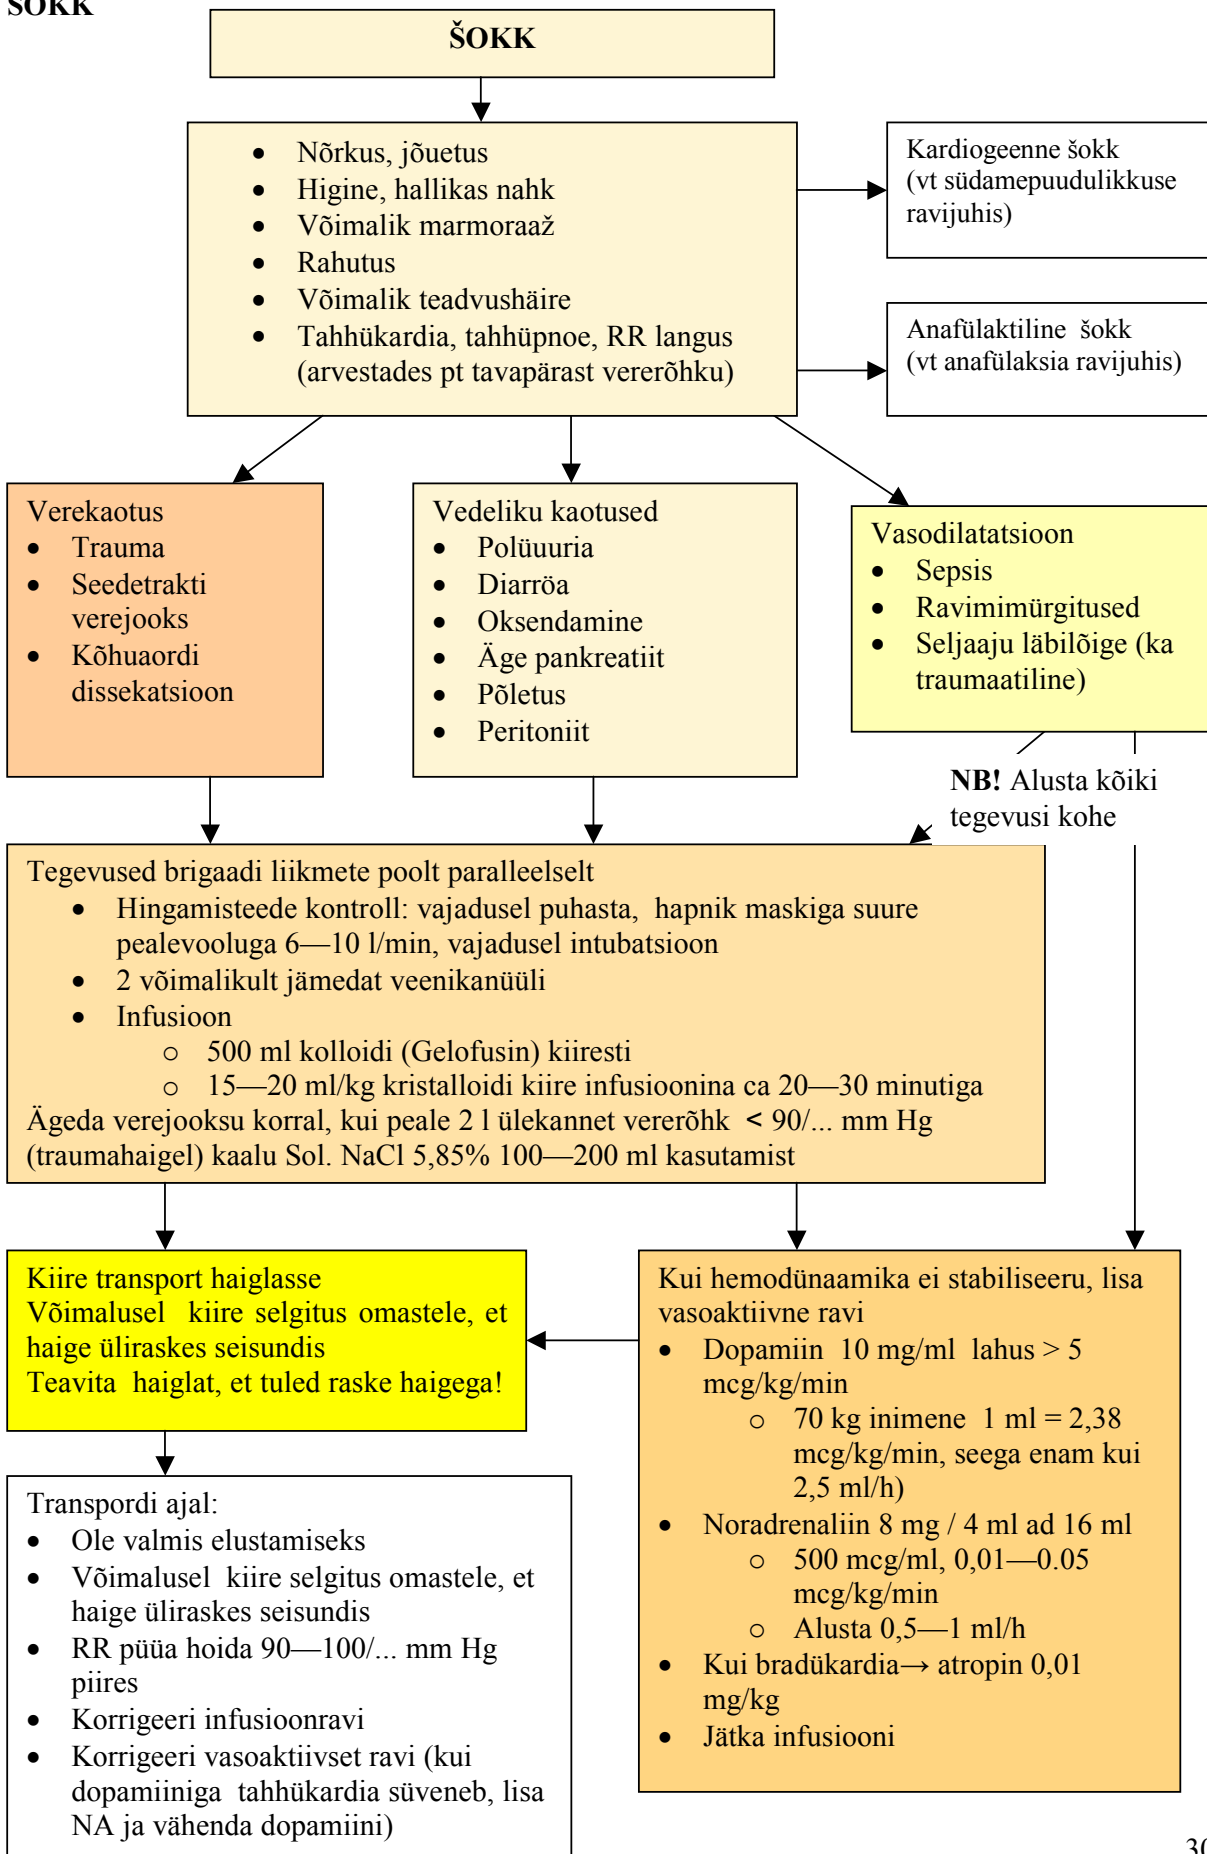 ŠOKK
ŠOKK
• Nõrkus, jõuetus
• Higine, hallikas nahk
• Võimalik marmoraaž
• Rahutus
• Võimalik teadvushäire
• Tahhükardia, tahhüpnoe, RR langus
(arvestades pt tavapärast vererõhku)
Kardiogeenne šokk
(vt südamepuudulikkuse
ravijuhis)
Anafülaktiline šokk
(vt anafülaksia ravijuhis)
Verekaotus
• Trauma
• Seedetrakti
verejooks
• Kõhuaordi
dissekatsioon
Vedeliku kaotused
• Polüuuria
• Diarröa
• Oksendamine
• Äge pankreatiit
• Põletus
• Peritoniit
Vasodilatatsioon
• Sepsis
• Ravimimürgitused
• Seljaaju läbilõige (ka
traumaatiline)
NB! Alusta kõiki
tegevusi kohe
Tegevused brigaadi liikmete poolt paralleelselt
• Hingamisteede kontroll: vajadusel puhasta, hapnik maskiga suure
pealevooluga 6—10 l/min, vajadusel intubatsioon
• 2 võimalikult jämedat veenikanüüli
• Infusioon
o 500 ml kolloidi (Gelofusin) kiiresti
o 15—20 ml/kg kristalloidi kiire infusioonina ca 20—30 minutiga
Ägeda verejooksu korral, kui peale 2 l ülekannet vererõhk < 90/... mm Hg
(traumahaigel) kaalu Sol. NaCl 5,85% 100—200 ml kasutamist
Kiire transport haiglasse
Võimalusel kiire selgitus omastele, et
haige üliraskes seisundis
Teavita haiglat, et tuled raske haigega!
Kui hemodünaamika ei stabiliseeru, lisa
vasoaktiivne ravi
• Dopamiin 10 mg/ml lahus > 5
mcg/kg/min
o 70 kg inimene 1 ml = 2,38
mcg/kg/min, seega enam kui
2,5 ml/h)
• Noradrenaliin 8 mg / 4 ml ad 16 ml
o 500 mcg/ml, 0,01—0.05
mcg/kg/min
o Alusta 0,5—1 ml/h
• Kui bradükardia→ atropin 0,01
mg/kg
• Jätka infusiooni
Transpordi ajal:
• Ole valmis elustamiseks
• Võimalusel kiire selgitus omastele, et
haige üliraskes seisundis
• RR püüa hoida 90—100/... mm Hg
piires
• Korrigeeri infusioonravi
• Korrigeeri vasoaktiivset ravi (kui
dopamiiniga tahhükardia süveneb, lisa
NA ja vähenda dopamiini)
30